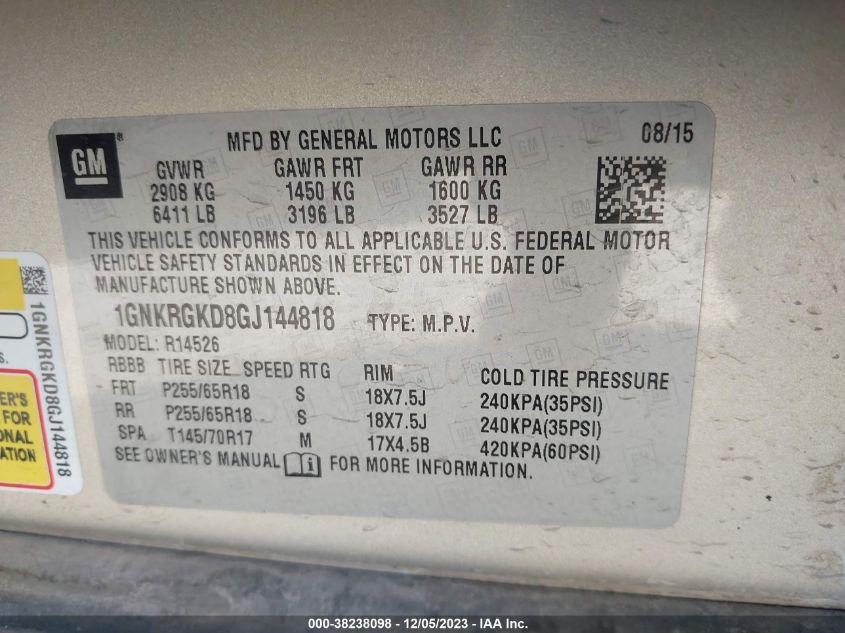 MFD BY GENERAL MOTORS LLC 08/15
GM
GVWR GAWR FRT GAWR RR
2908 KG 1450 KG 1600 KG
6411 LB 3196 LB 3527 LB
THIS VEHICLE CONFORMS TO ALL APPLICABLE U.S. FEDERAL MOTOR
VEHICLE SAFETY STANDARDS IN EFFECT ON THE DATE OF
MANUFACTURE SHOWN ABOVE.
1GNKRGKD8GJ144818 TYPE: M.P.V.
MODEL: R14526
RBBB TIRE SIZE SPEED RTG RIM COLD TIRE PRESSURE
FRT P255/65R18 S 18X7.5J 240KPA(35PSI)
RR P255/65R18 S 18X7.5J 240KPA(35PSI)
SPA T145/70R17 M 17X4.5B 420KPA(60PSI)
SEE OWNER'S MANUAL i FOR MORE INFORMATION.
1GNKRGKD8GJ144818
S.
ER'S
FOR
ONAL
ATION
000-38238098 - 12/05/2023 - IAA Inc.